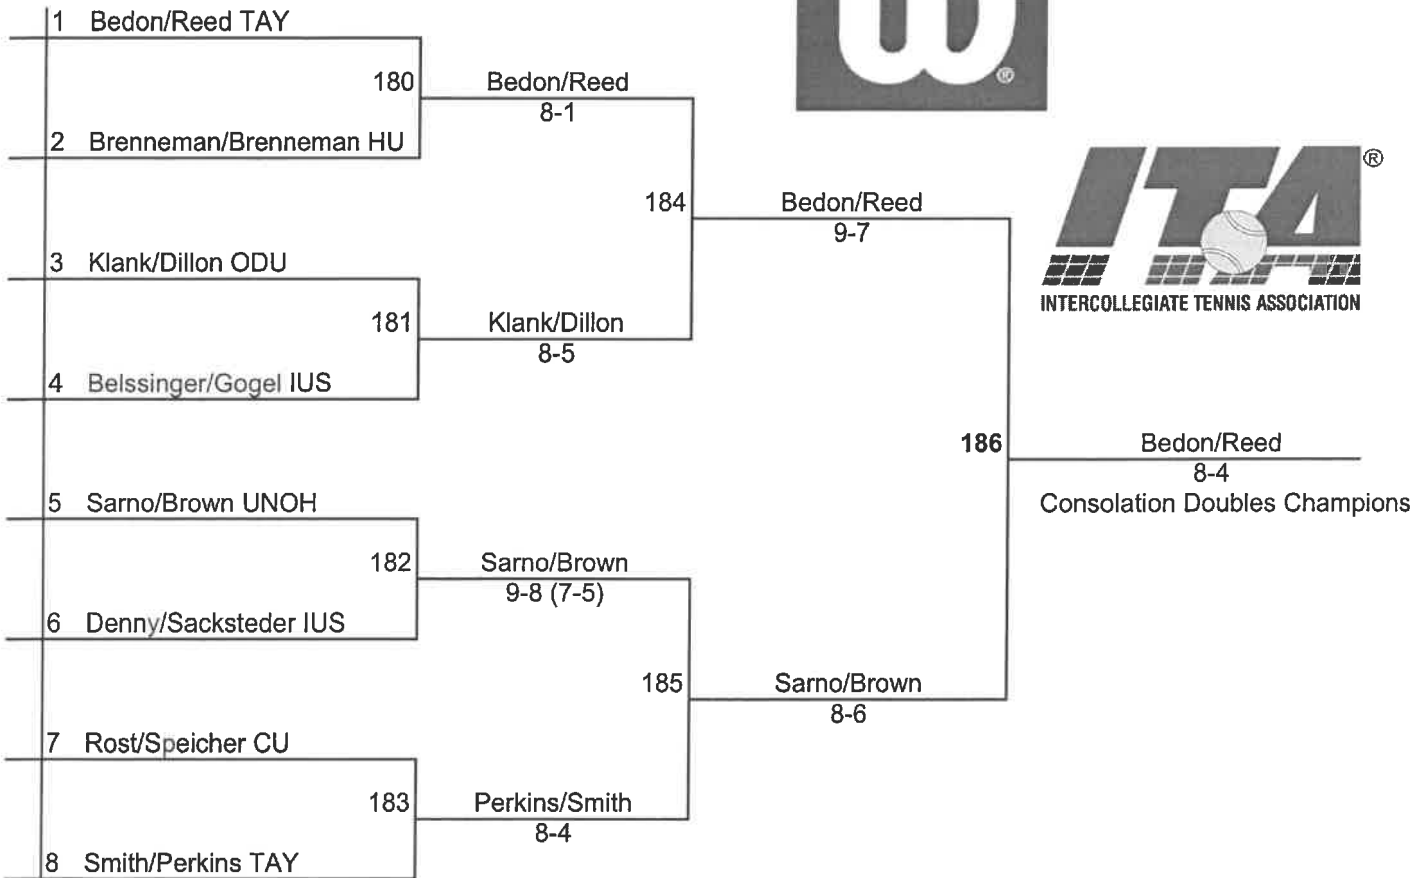 1 Bedon/Reed TAY
180
Bedon/Reed
8-1
2 Brenneman/Brenneman HU
184
Bedon/Reed
9-7
3 Klank/Dillon ODU
181
Klank/Dillon
8-5
4 Belssinger/Gogel IUS
186
Bedon/Reed
8-4
Consolation Doubles Champions
5 Sarno/Brown UNOH
182
Sarno/Brown
9-8 (7-5)
6 Denny/Sacksteder IUS
185
Sarno/Brown
8-6
7 Rost/Speicher CU
183
Perkins/Smith
8-4
8 Smith/Perkins TAY
W
®
ITA®
INTERCOLLEGIATE TENNIS ASSOCIATION